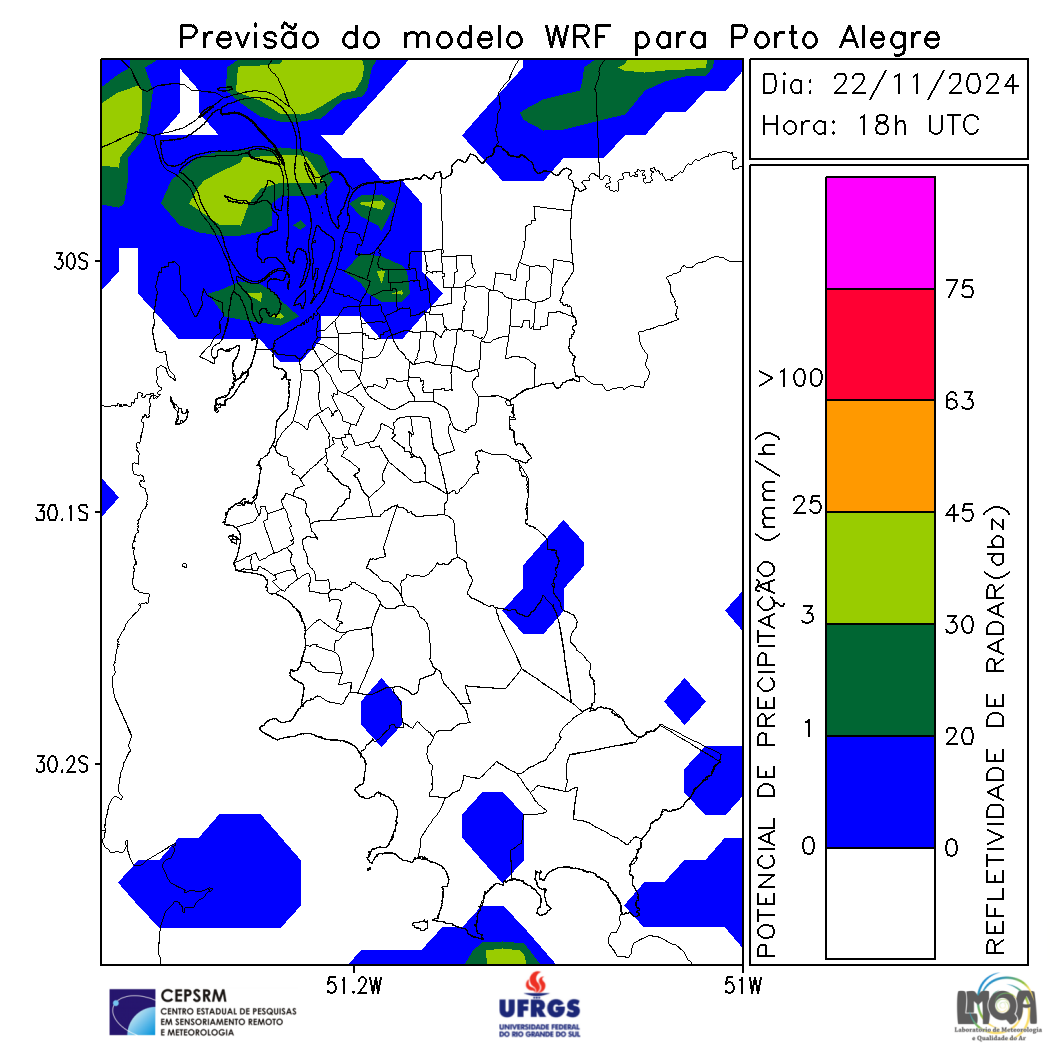 Previsão do modelo WRF para Porto Alegre
Dia: 22/11/2024
Hora: 18h UTC
30S
30.1S
30.2S
51.2W
51W
POTENCIAL DE PRECIPITAÇÃO (mm/h)
>100
25
3
1
0
75
63
45
30
20
0
REFLETIVIDADE DE RADAR(dbz)
CEPSRM
CENTRO ESTADUAL DE PESQUISAS
EM SENSORIAMENTO REMOTO
E METEOROLOGIA
UFRGS
UNIVERSIDADE FEDERAL
DO RIO GRANDE DO SUL
LMQA
Laboratório de Meteorologia
e Qualidade do Ar